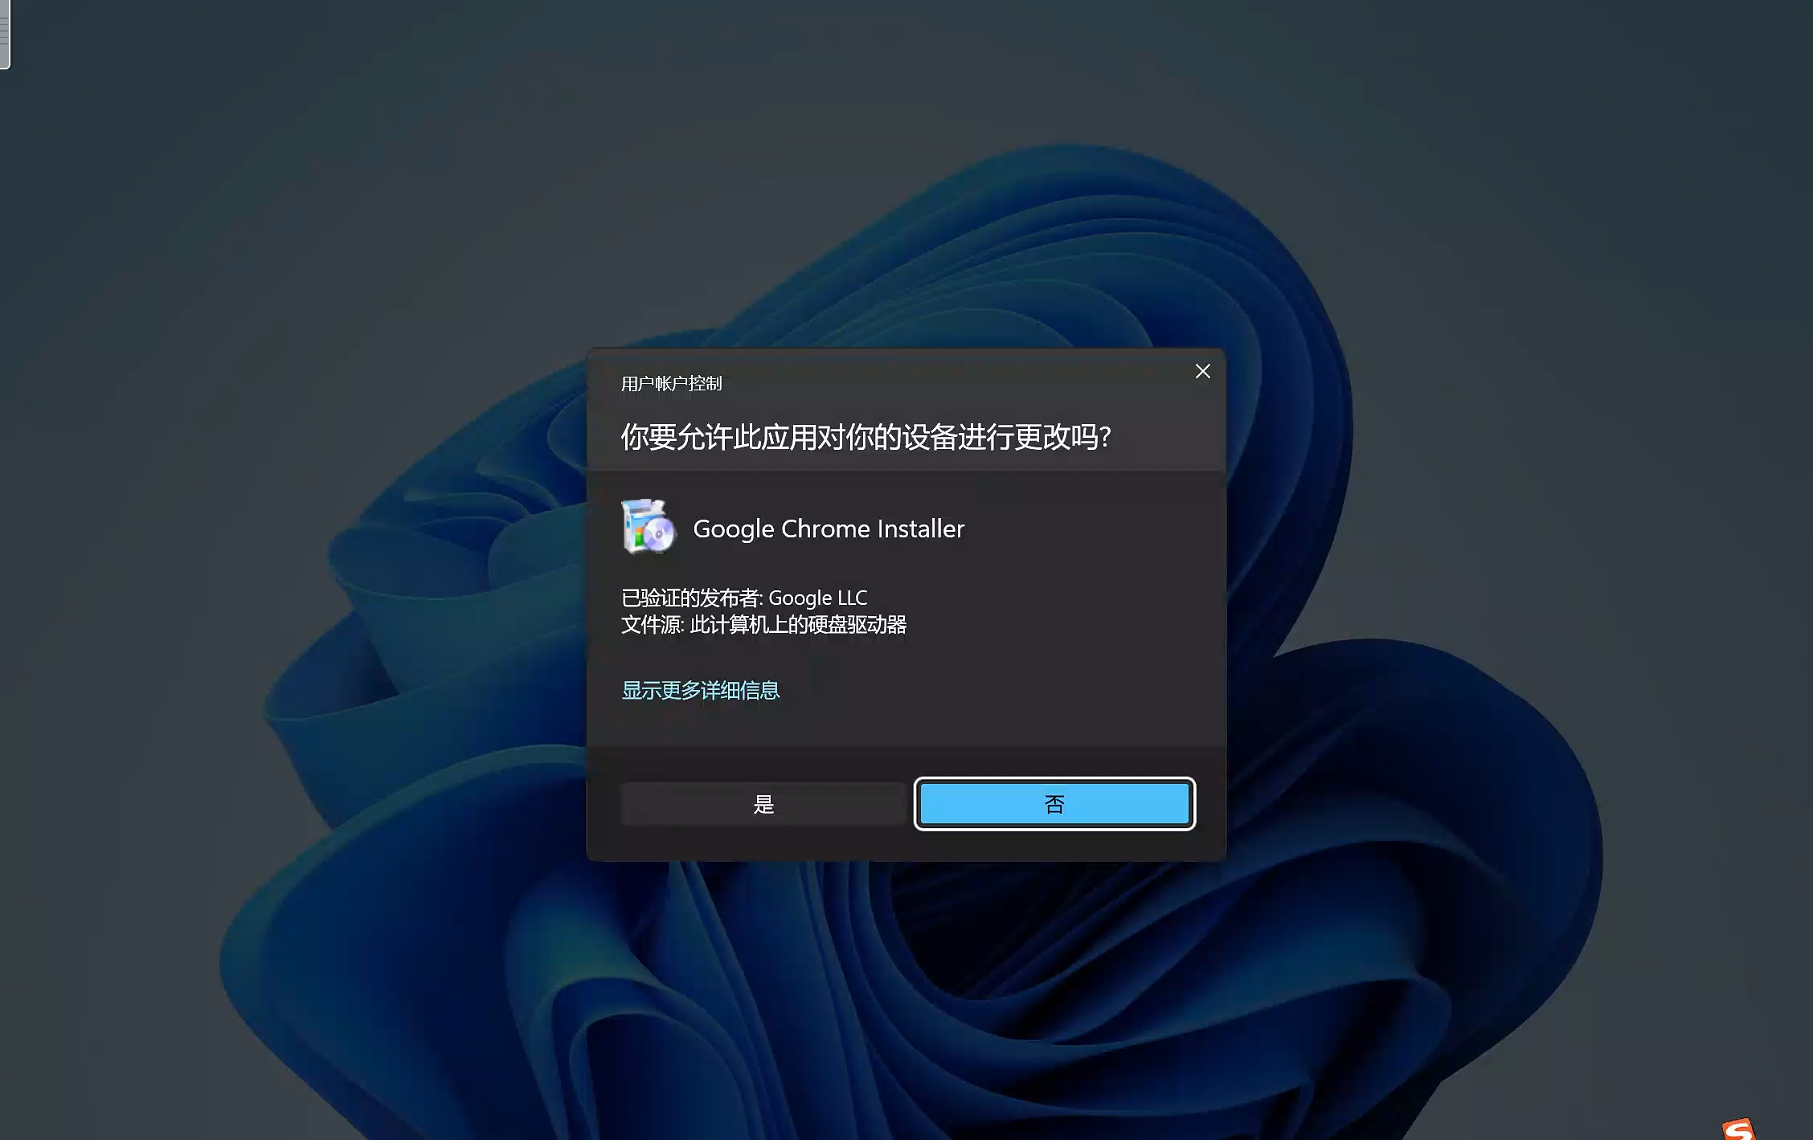 用户帐户控制
你要允许此应用对你的设备进行更改吗?
Google Chrome Installer
已验证的发布者: Google LLC
文件源: 此计算机上的硬盘驱动器
显示更多详细信息
是
否